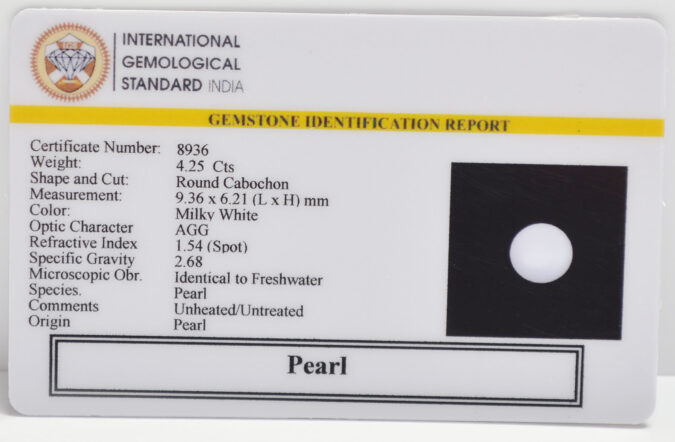 INTERNATIONAL
GEMOLOGICAL
STANDARD INDIA
GEMSTONE IDENTIFICATION REPORT
Certificate Number: 8936
Weight: 4.25 Cts
Shape and Cut: Round Cabochon
Measurement: 9.36 x 6.21 (L x H) mm
Color: Milky White
Optic Character AGG
Refractive Index 1.54 (Spot)
Specific Gravity 2.68
Microscopic Obr. Identical to Freshwater
Species. Pearl
Comments Unheated/Untreated
Origin Pearl
Pearl